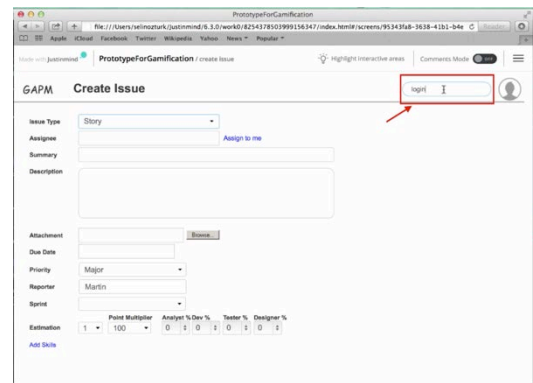 PrototypeForGamification
file:///Users/selinozturk/justinmind/6.3.0/work0/8254378503999156347/index.html#/screens/95343fa8-3638-41b1-b4e
Reader
Apple iCloud Facebook Twitter Wikipedia Yahoo News Popular
Made with Justinmind PrototypeForGamification / create Issue Highlight interactive areas Comments Mode OFF
GAPM Create Issue login
Issue Type Story
Assignee Assign to me
Summary
Description
Attachment Browse...
Due Date
Priority Major
Reporter Martin
Sprint
Point Multiplier Analyst % Dev % Tester % Designer %
Estimation 1 100 0 0 0 0
Add Skills